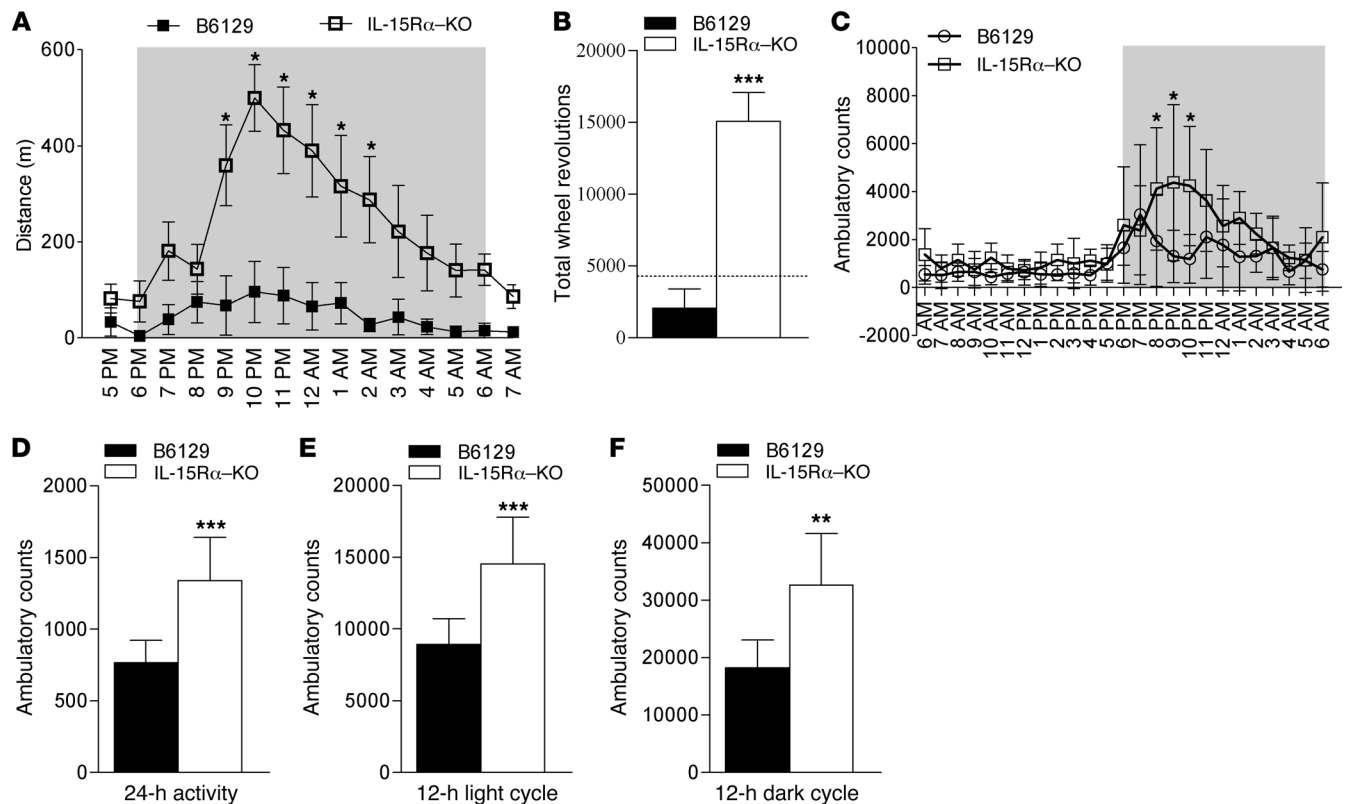 A
B6129
IL-15Rα–KO
Distance (m)
600
400
200
0
*
*
*
*
*
*
5 PM
6 PM
7 PM
8 PM
9 PM
10 PM
11 PM
12 AM
1 AM
2 AM
3 AM
4 AM
5 AM
6 AM
7 AM
B
B6129
IL-15Rα–KO
Total wheel revolutions
20000
15000
10000
5000
0
***
C
B6129
IL-15Rα–KO
Ambulatory counts
10000
8000
6000
4000
2000
0
-2000
*
*
*
6 AM
7 AM
8 AM
9 AM
10 AM
11 AM
12 PM
1 PM
2 PM
3 PM
4 PM
5 PM
6 PM
7 PM
8 PM
9 PM
10 PM
11 PM
12 AM
1 AM
2 AM
3 AM
4 AM
5 AM
6 AM
D
B6129
IL-15Rα–KO
Ambulatory counts
2000
1500
1000
500
0
***
24-h activity
E
B6129
IL-15Rα–KO
Ambulatory counts
20000
15000
10000
5000
0
***
12-h light cycle
F
B6129
IL-15Rα–KO
Ambulatory counts
50000
40000
30000
20000
10000
0
**
12-h dark cycle